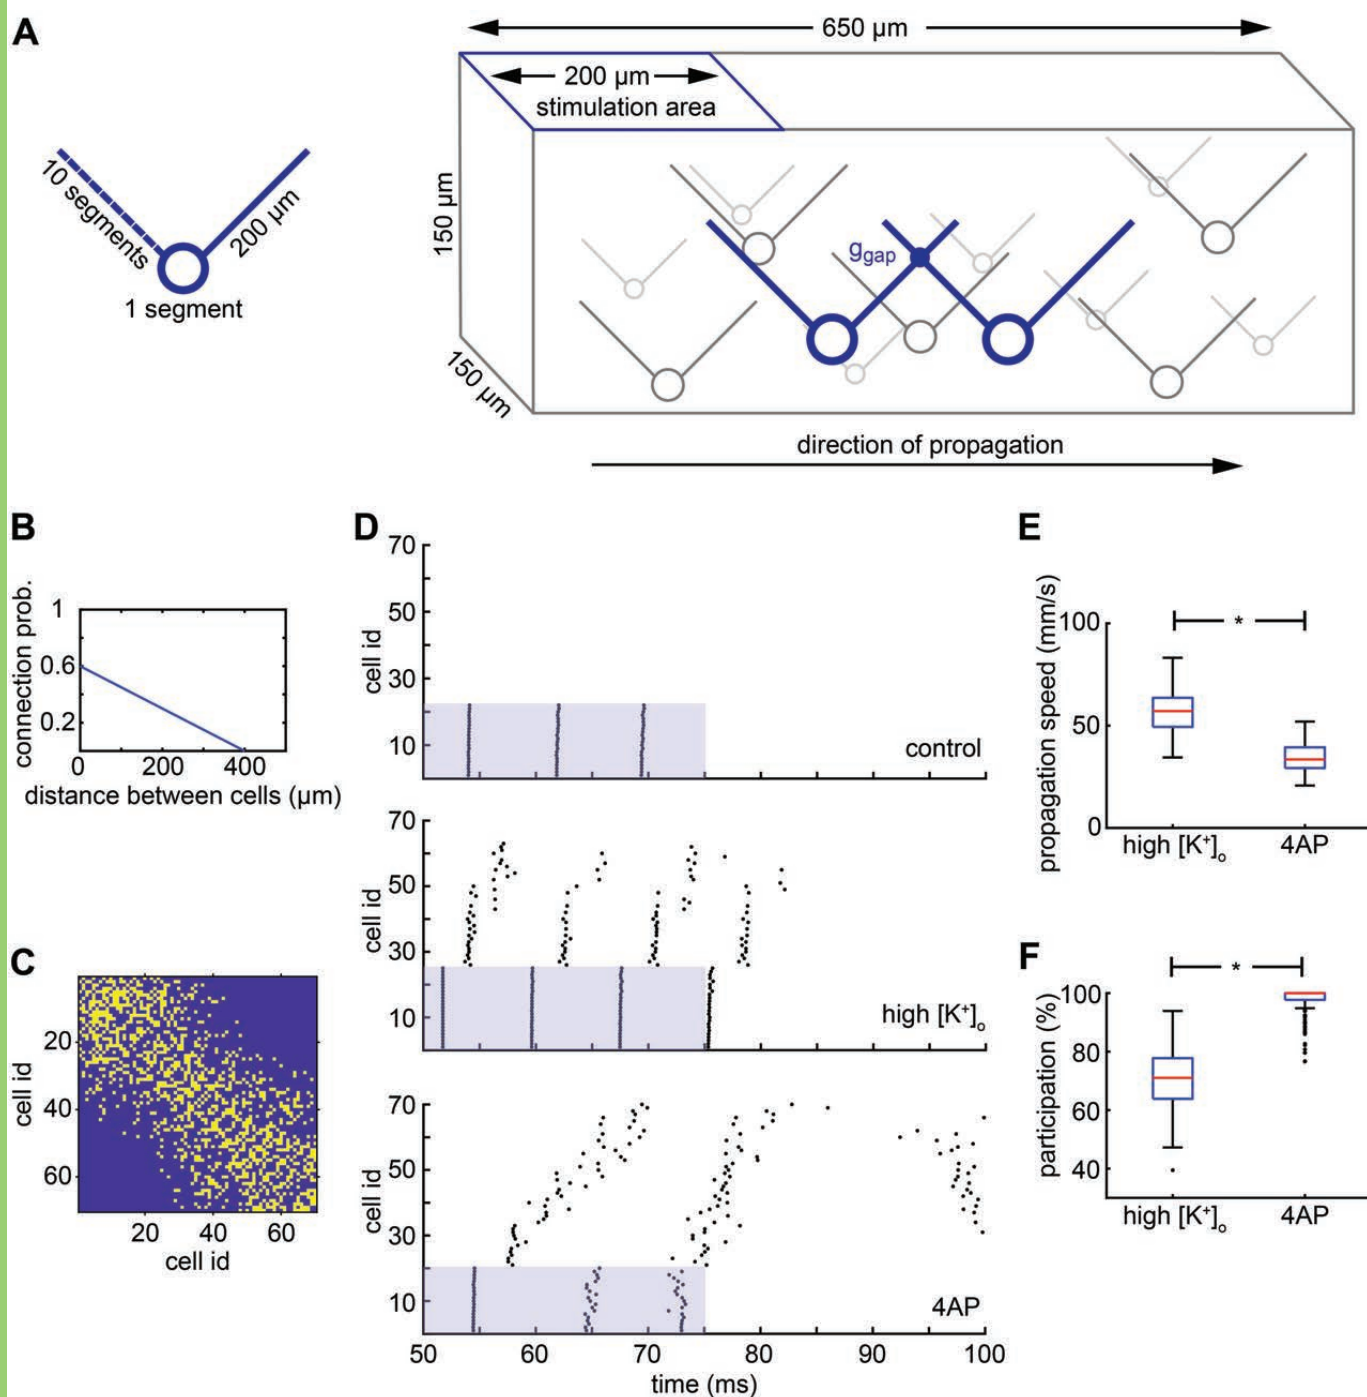 A
650 µm
200 µm
stimulation area
10 segments
200 µm
1 segment
150 µm
150 µm
g_gap
direction of propagation
B
connection prob.
1
0.6
0.2
0
200
400
distance between cells (µm)
C
cell id
20
40
60
20
40
60
cell id
D
cell id
70
50
30
10
control
cell id
70
50
30
10
high [K⁺]ₒ
cell id
70
50
30
10
4AP
50
60
70
80
90
100
time (ms)
E
propagation speed (mm/s)
100
50
0
*
high [K⁺]ₒ
4AP
F
participation (%)
100
80
60
40
*
high [K⁺]ₒ
4AP